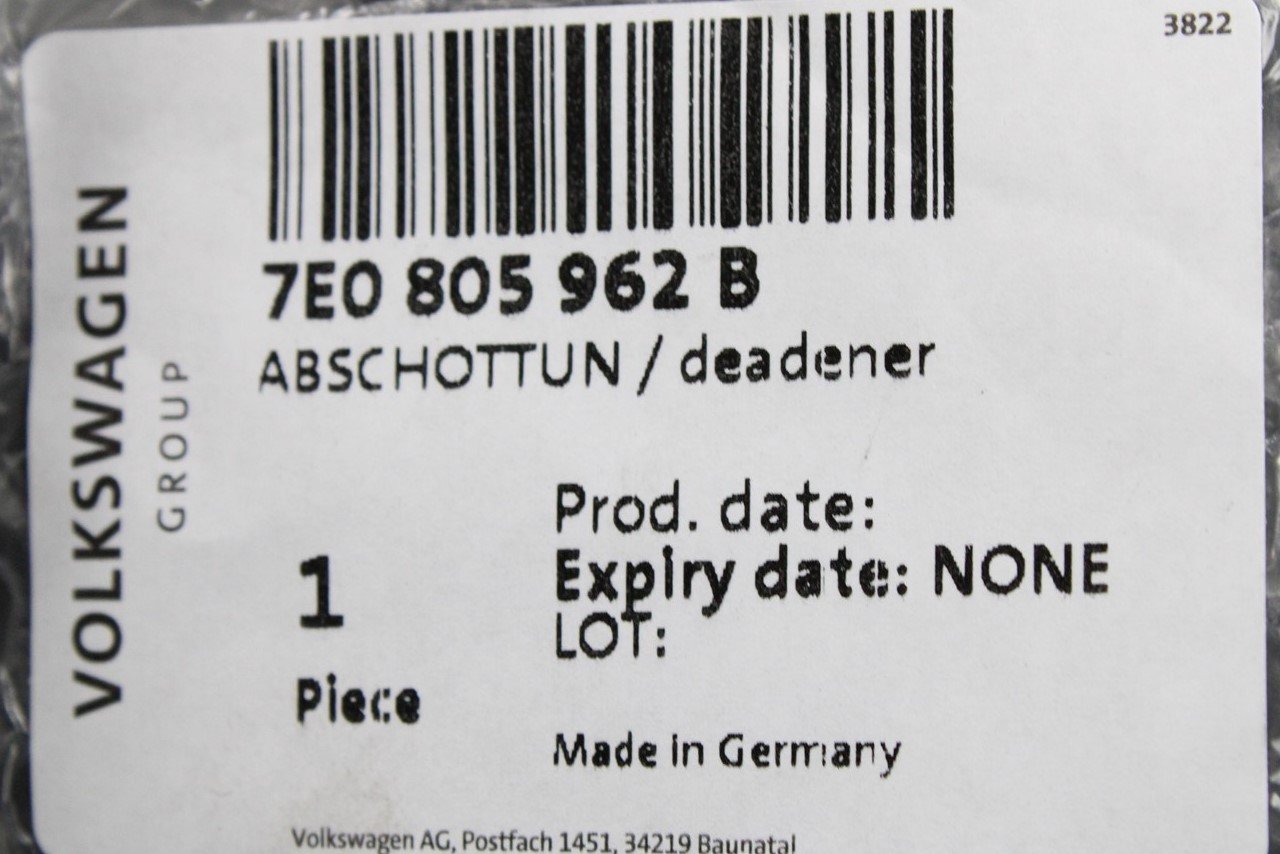 3822
VOLKSWAGEN
GROUP
7E0 805 962 B
ABSCHOTTUN / deadener
Prod. date:
Expiry date: NONE
LOT:
1
Piece
Made in Germany
Volkswagen AG, Postfach 1451, 34219 Baunatal